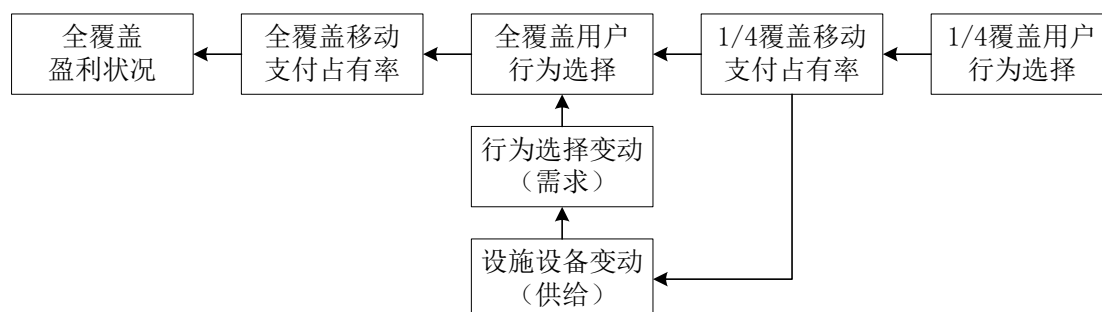 全覆盖
盈利状况
全覆盖移动
支付占有率
全覆盖用户
行为选择
1/4覆盖移动
支付占有率
1/4覆盖用户
行为选择
行为选择变动
（需求）
设施设备变动
（供给）